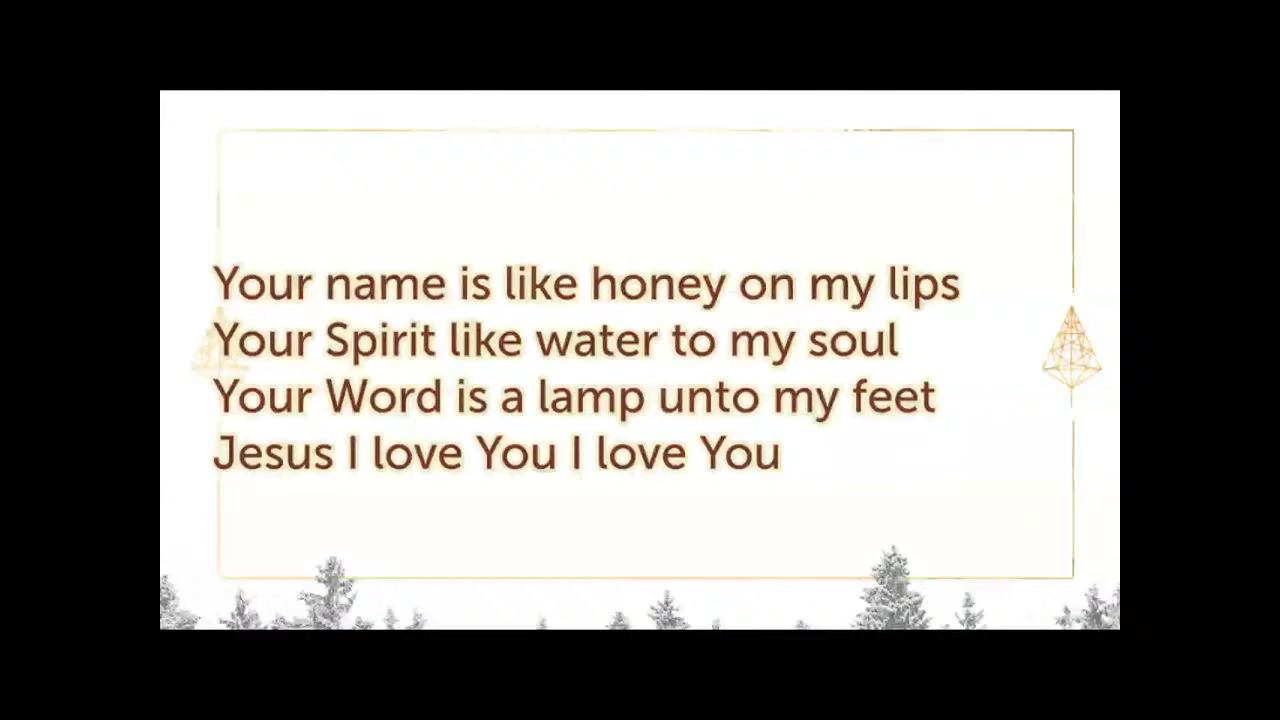 Your name is like honey on my lips
Your Spirit like water to my soul
Your Word is a lamp unto my feet
Jesus I love You I love You